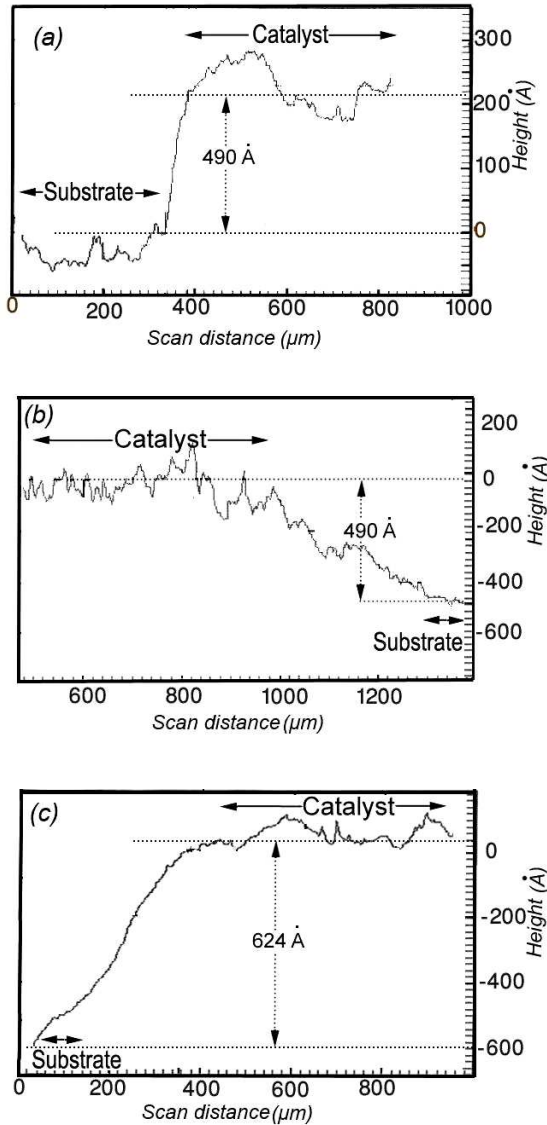 (a)
Catalyst
300
200
490 Å
100
Substrate
0
Height (Å)
0 200 400 600 800 1000
Scan distance (µm)
(b)
Catalyst
200
0
490 Å
-200
-400
Substrate
-600
Height (Å)
600 800 1000 1200
Scan distance (µm)
(c)
Catalyst
0
-200
624 Å
-400
Substrate
-600
Height (Å)
0 200 400 600 800
Scan distance (µm)